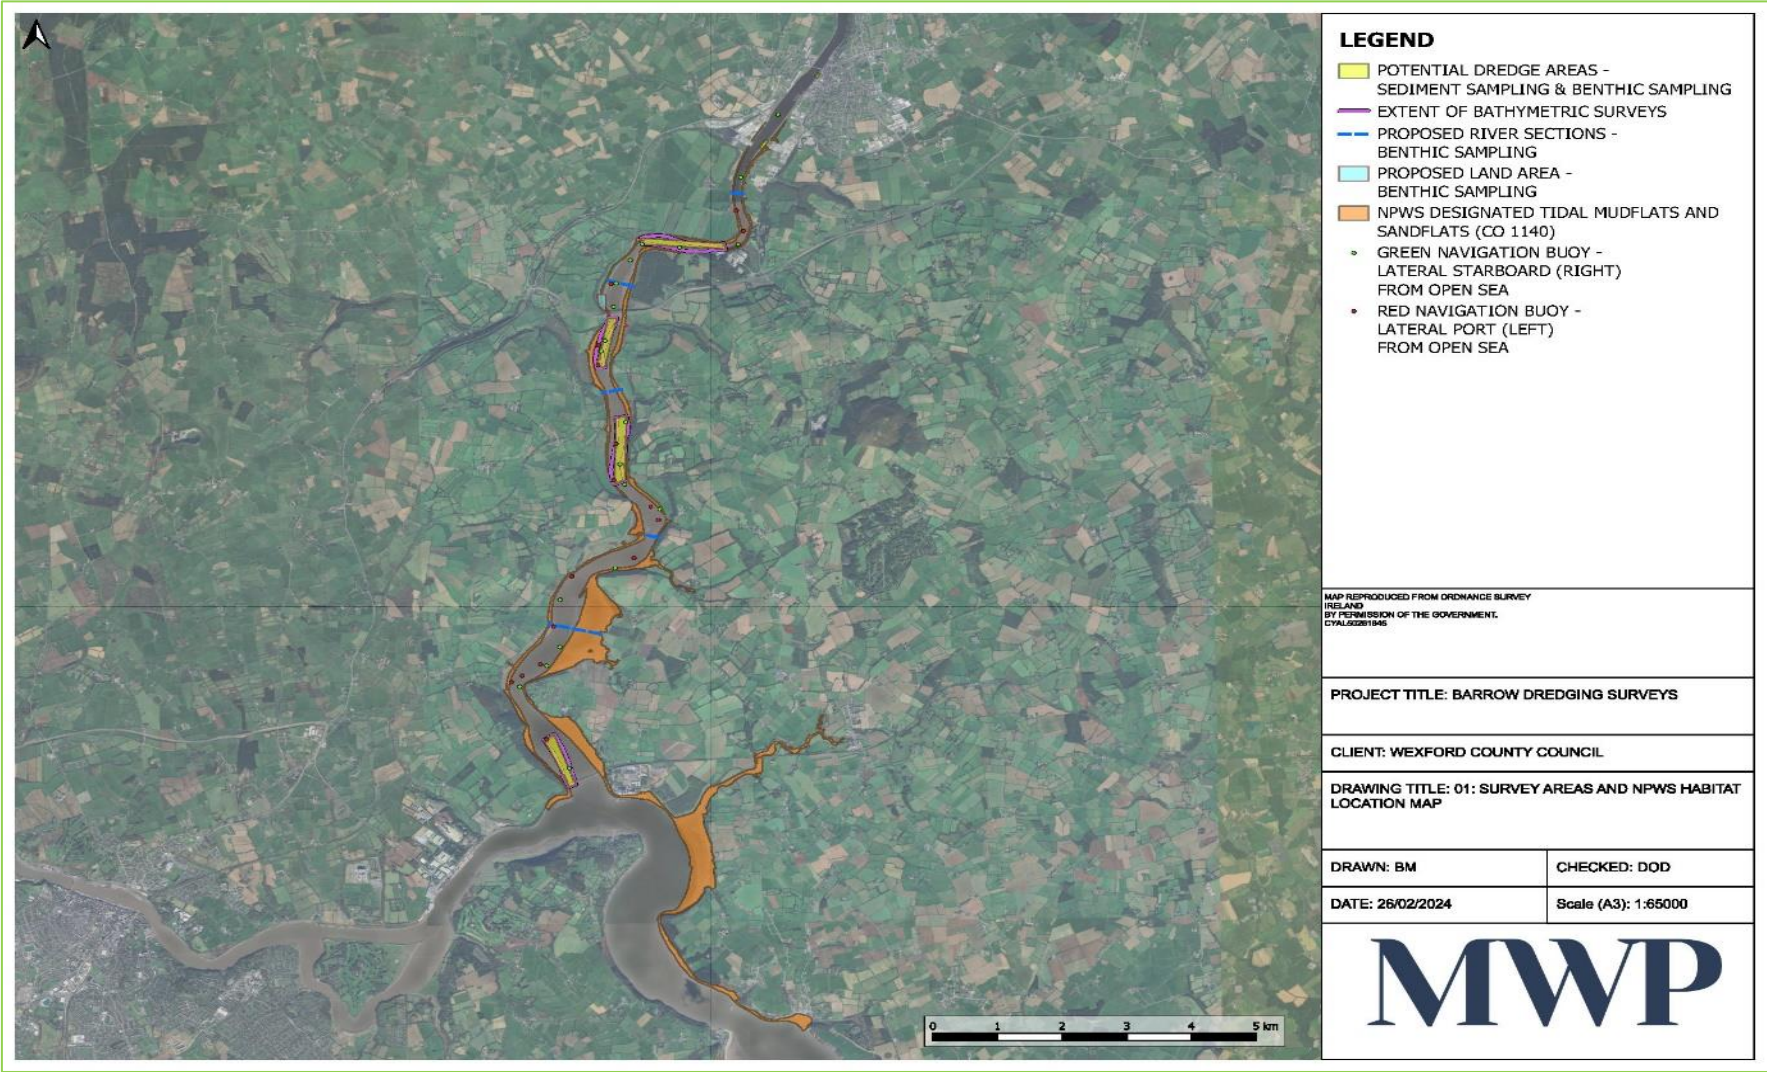 LEGEND
POTENTIAL DREDGE AREAS -
SEDIMENT SAMPLING & BENTHIC SAMPLING
EXTENT OF BATHYMETRIC SURVEYS
PROPOSED RIVER SECTIONS -
BENTHIC SAMPLING
PROPOSED LAND AREA -
BENTHIC SAMPLING
NPWS DESIGNATED TIDAL MUDFLATS AND
SANDFLATS (CO 1140)
GREEN NAVIGATION BUOY -
LATERAL STARBOARD (RIGHT)
FROM OPEN SEA
RED NAVIGATION BUOY -
LATERAL PORT (LEFT)
FROM OPEN SEA
MAP REPRODUCED FROM ORDNANCE SURVEY
IRELAND
BY PERMISSION OF THE GOVERNMENT.
PROJECT TITLE: BARROW DREDGING SURVEYS
CLIENT: WEXFORD COUNTY COUNCIL
DRAWING TITLE: 01: SURVEY AREAS AND NPWS HABITAT
LOCATION MAP
DRAWN: BM
CHECKED: DOD
DATE: 26/02/2024
Scale (A3): 1:65000
MWP
0 1 2 3 4 5 km